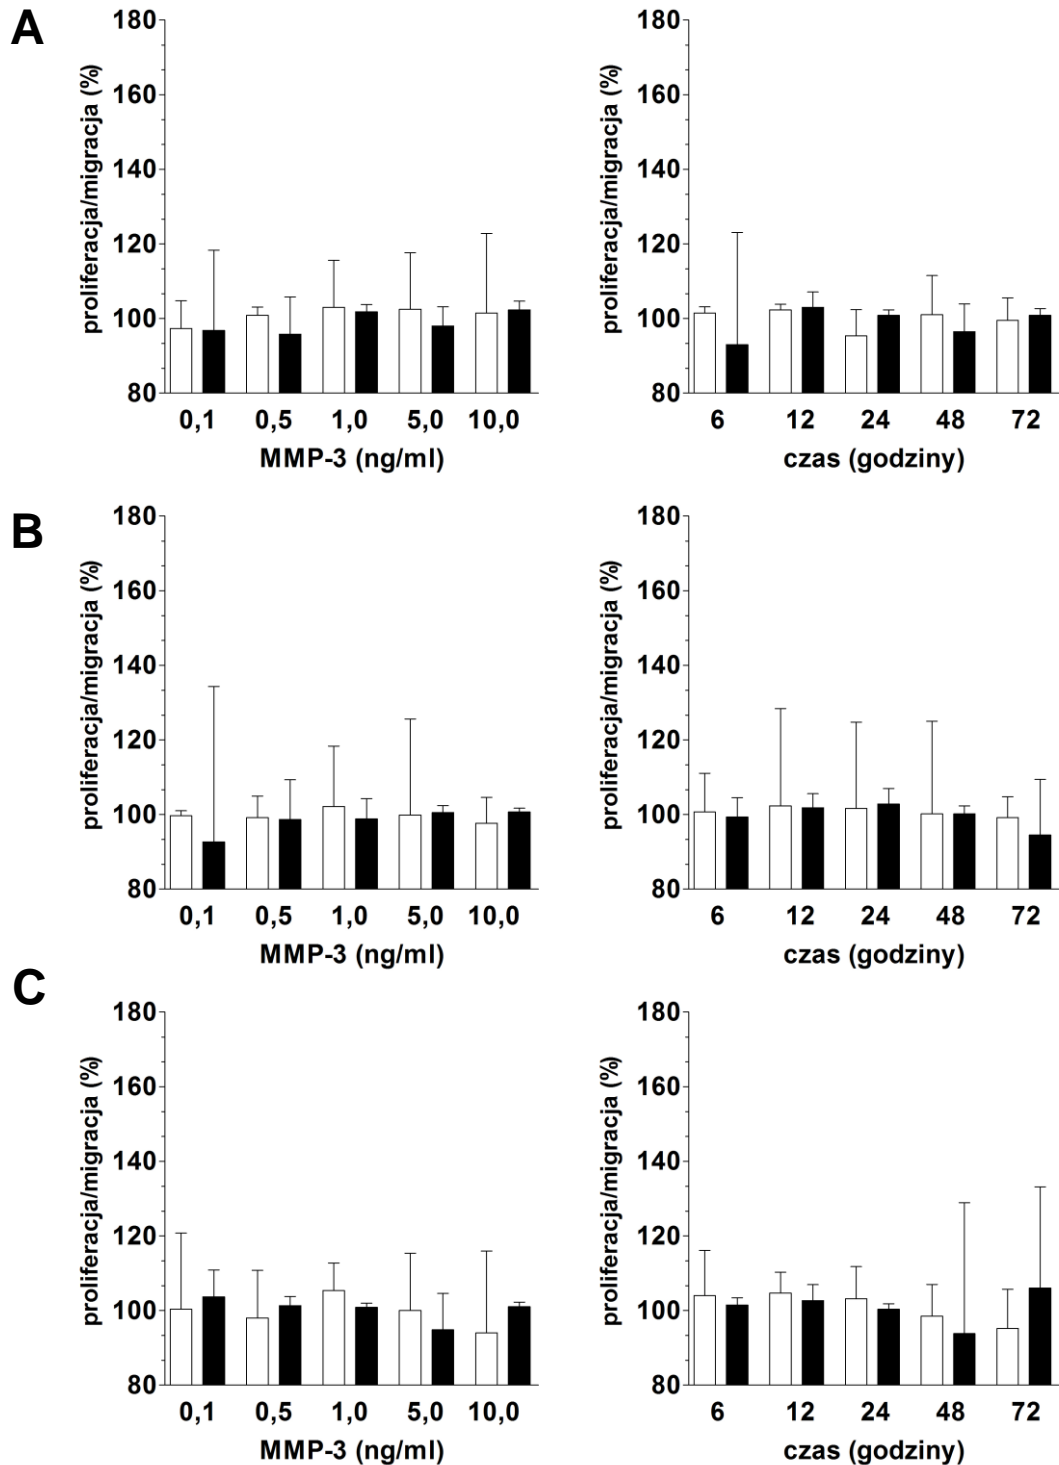 A
proliferacja/migracja (%)
180
160
140
120
100
80
0,1 0,5 1,0 5,0 10,0
MMP-3 (ng/ml)
proliferacja/migracja (%)
180
160
140
120
100
80
6 12 24 48 72
czas (godziny)
B
proliferacja/migracja (%)
180
160
140
120
100
80
0,1 0,5 1,0 5,0 10,0
MMP-3 (ng/ml)
proliferacja/migracja (%)
180
160
140
120
100
80
6 12 24 48 72
czas (godziny)
C
proliferacja/migracja (%)
180
160
140
120
100
80
0,1 0,5 1,0 5,0 10,0
MMP-3 (ng/ml)
proliferacja/migracja (%)
180
160
140
120
100
80
6 12 24 48 72
czas (godziny)